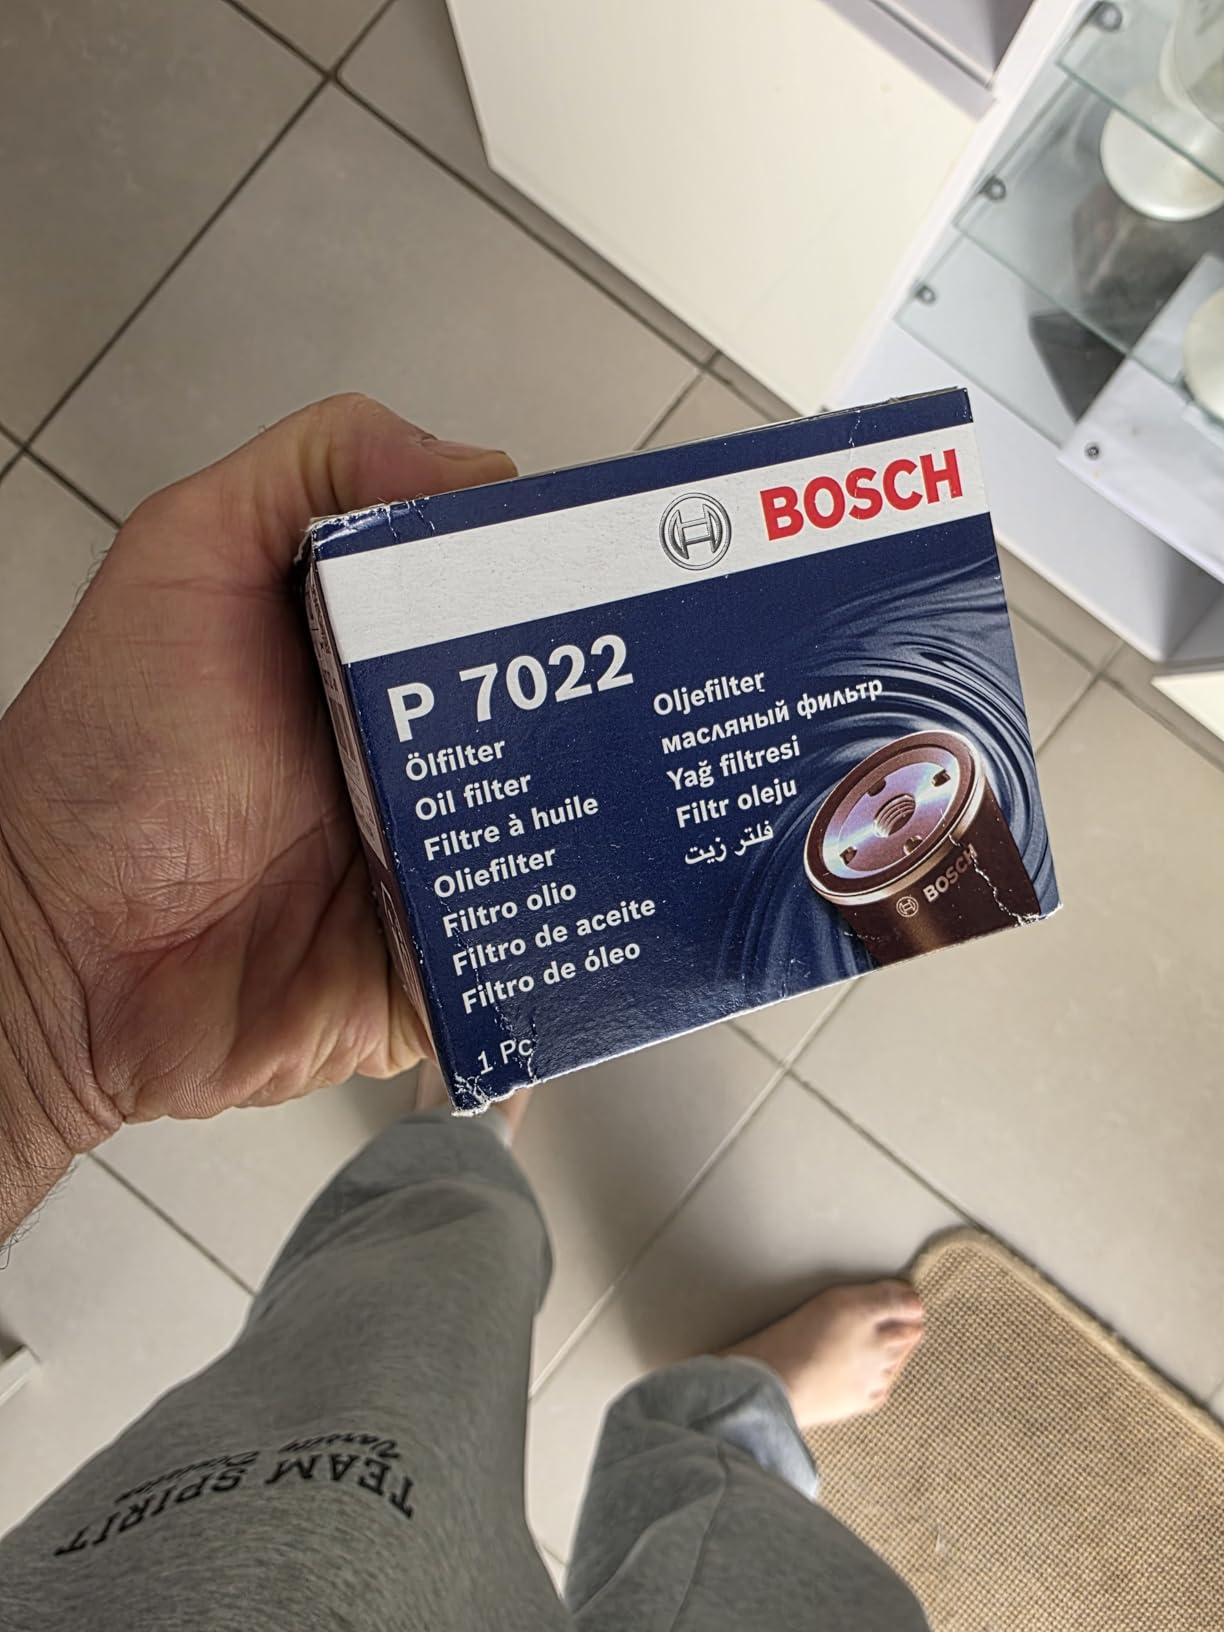 BOSCH
P 7022
Ölfilter
Oil filter
Filtre à huile
Oliefilter
Filtro olio
Filtro de aceite
Filtro de óleo
1 Pc
Oljefilter
масляный фильтр
Yağ filtresi
Filtr oleju
فلتر زيت
BOSCH
TEAM SPIRIT
Varsity